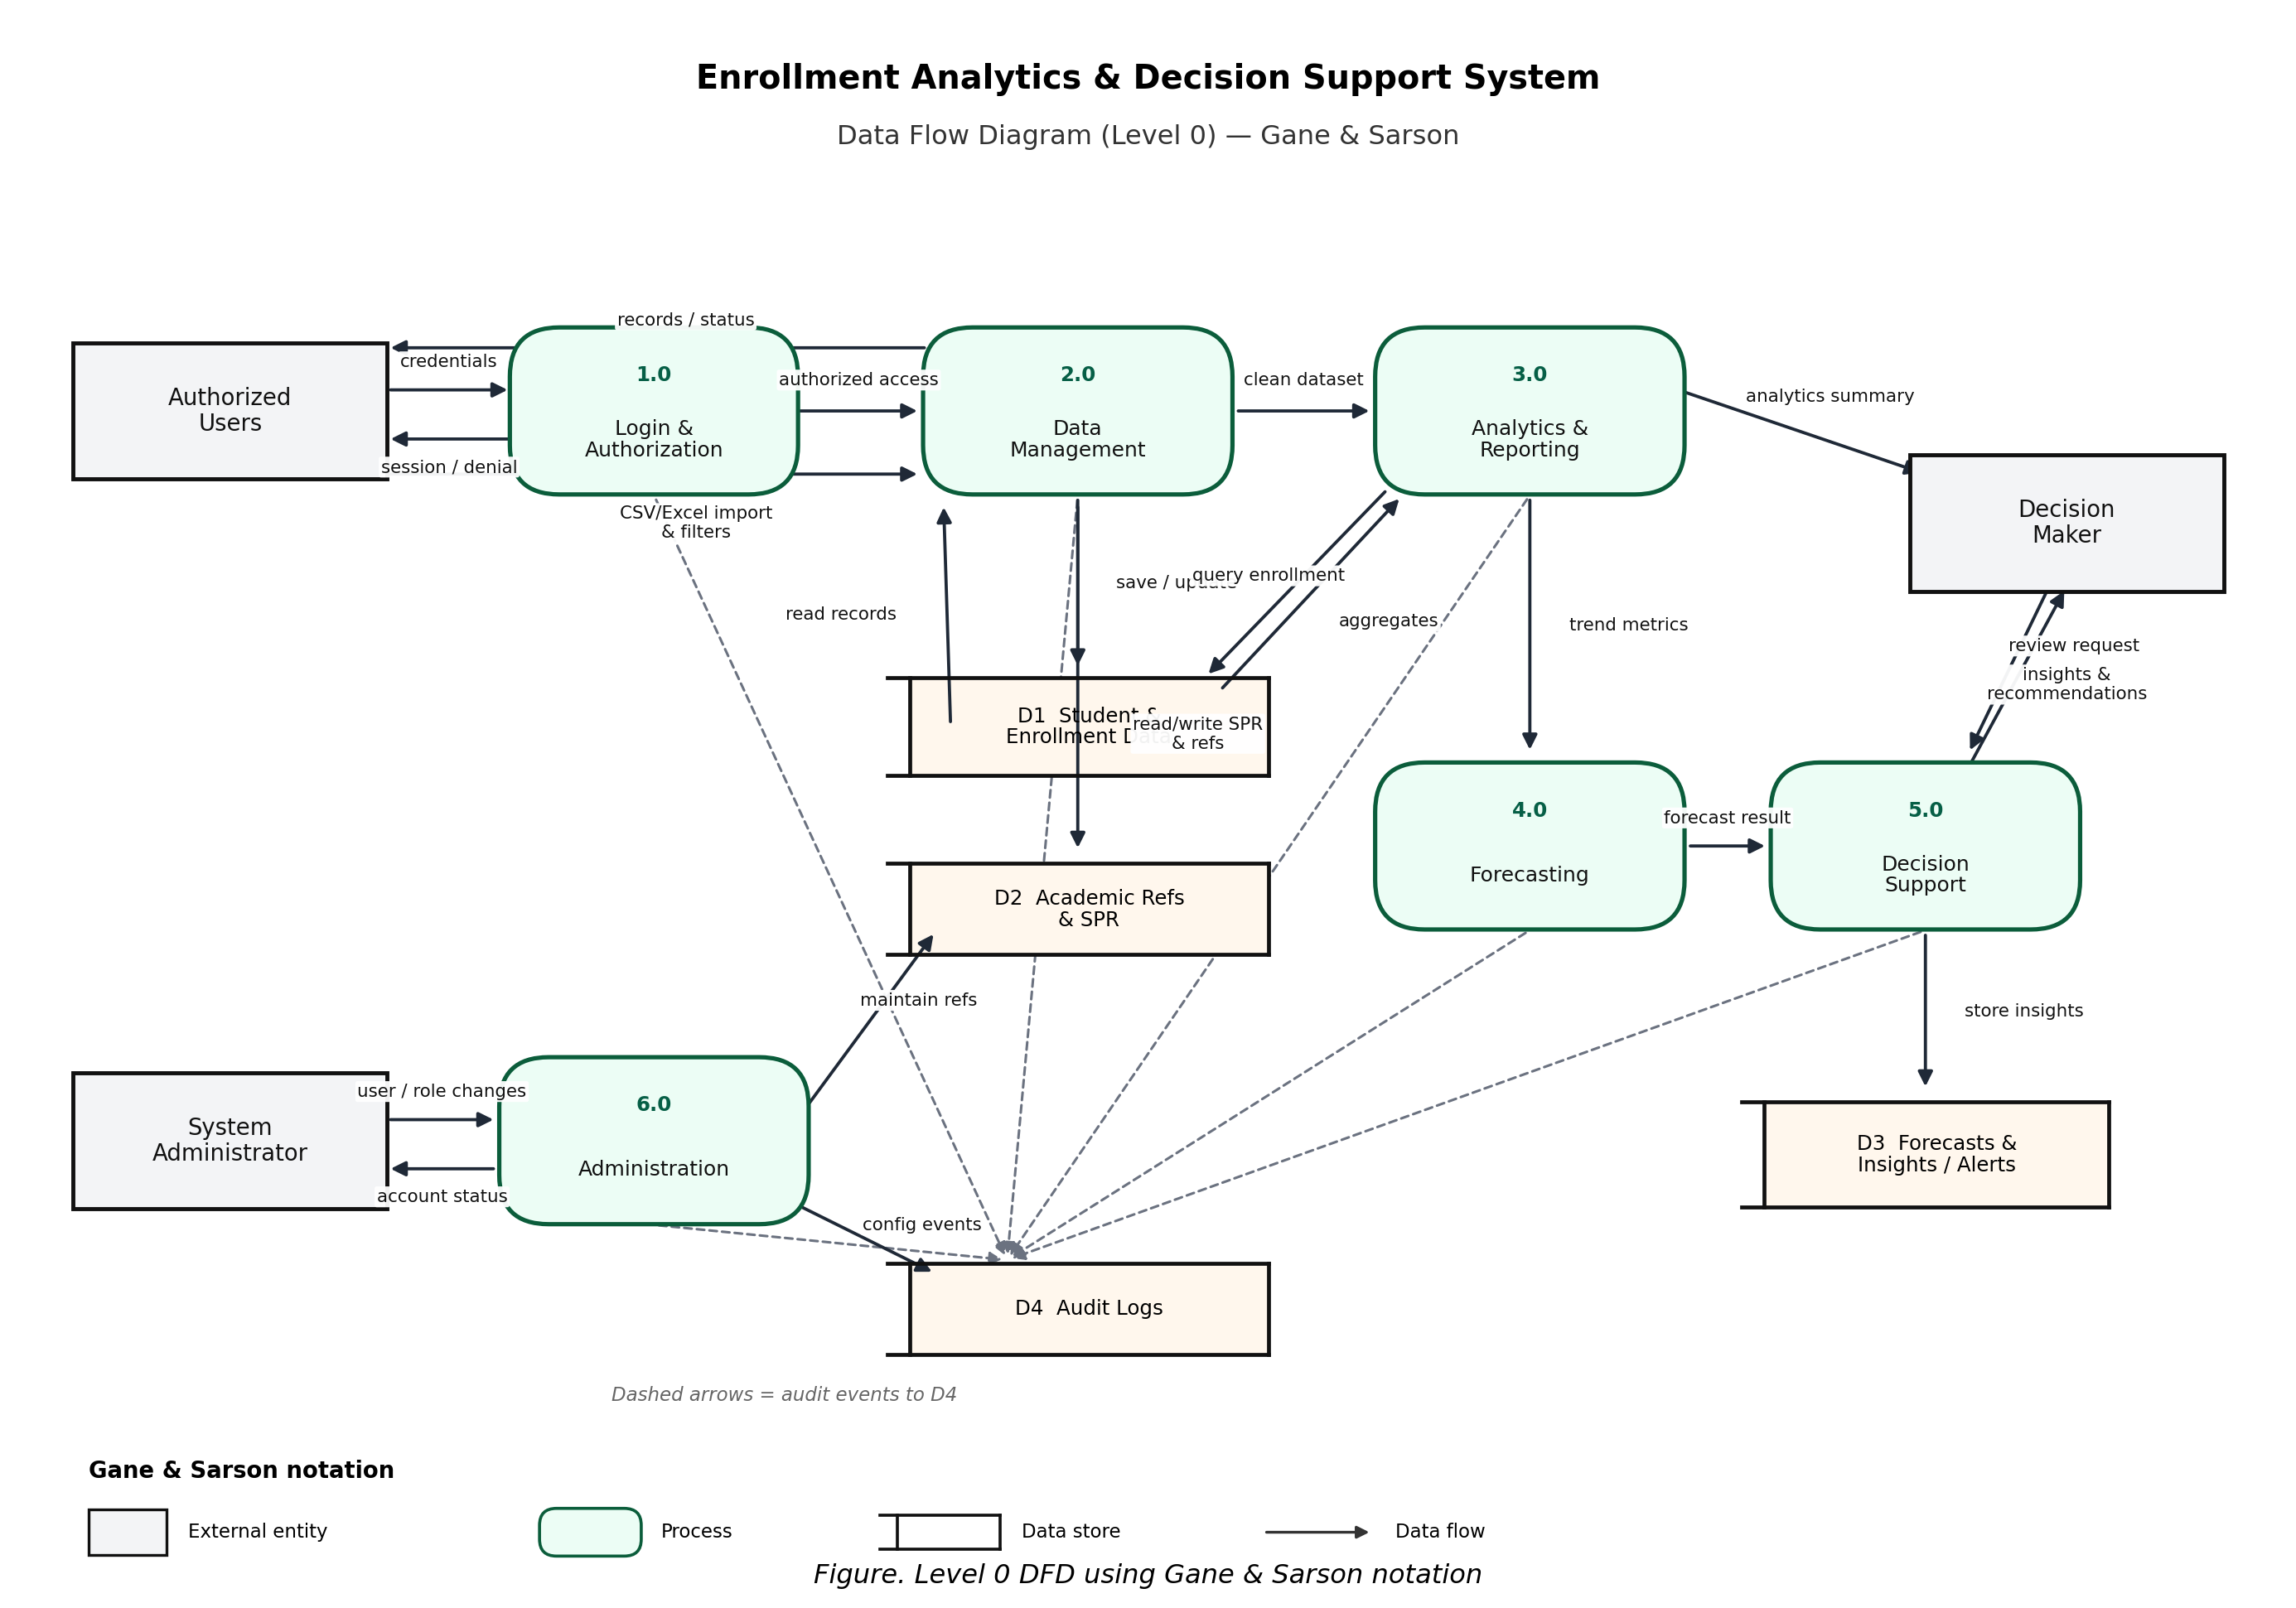 Enrollment Analytics & Decision Support System
Data Flow Diagram (Level 0) — Gane & Sarson
records / status
credentials
Authorized
Users
session / denial
1.0
Login &
Authorization
authorized access
CSV/Excel import
& filters
2.0
Data
Management
clean dataset
3.0
Analytics &
Reporting
analytics summary
Decision
Maker
read records
save / update
query enrollment
aggregates
trend metrics
review request
insights &
recommendations
D1 Student &
Enrollment Data
read/write SPR
& refs
4.0
Forecasting
forecast result
5.0
Decision
Support
D2 Academic Refs
& SPR
maintain refs
store insights
System
Administrator
user / role changes
account status
6.0
Administration
config events
D3 Forecasts &
Insights / Alerts
D4 Audit Logs
Dashed arrows = audit events to D4
Gane & Sarson notation
External entity
Process
Data store
Data flow
Figure. Level 0 DFD using Gane & Sarson notation